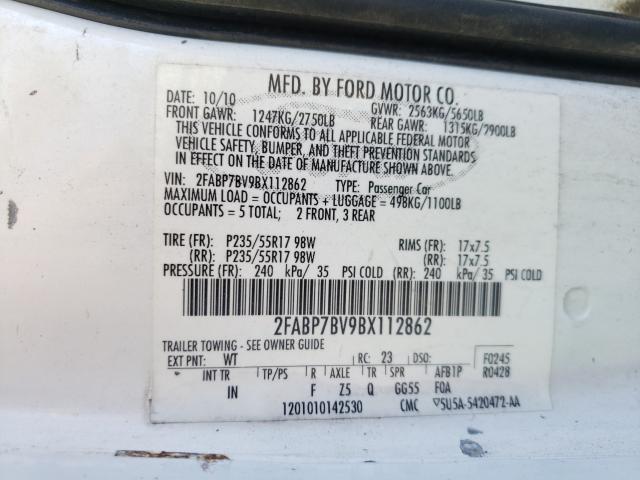 MFD. BY FORD MOTOR CO.
DATE: 10/10 GVWR: 2563KG/5650LB
FRONT GAWR: 1247KG/2750LB REAR GAWR: 1315KG/2900LB
THIS VEHICLE CONFORMS TO ALL APPLICABLE FEDERAL MOTOR
VEHICLE SAFETY, BUMPER, AND THEFT PREVENTION STANDARDS
IN EFFECT ON THE DATE OF MANUFACTURE SHOWN ABOVE.
VIN: 2FABP7BV9BX112862 TYPE: Passenger Car
MAXIMUM LOAD = OCCUPANTS + LUGGAGE = 498KG/1100LB
OCCUPANTS = 5 TOTAL; 2 FRONT, 3 REAR
TIRE (FR): P235/55R17 98W RIMS (FR): 17x7.5
(RR): P235/55R17 98W (RR): 17x7.5
PRESSURE (FR): 240 kPa/ 35 PSI COLD (RR): 240 kPa/ 35 PSI COLD
2FABP7BV9BX112862
TRAILER TOWING - SEE OWNER GUIDE
EXT PNT: WT RC: 23 DSO: F0245
INT TR TP/PS R AXLE TR SPR AFB1P R0428
IN F Z5 Q GG55 F0A
1201010142530 CMC ▽5U5A-5420472-AA